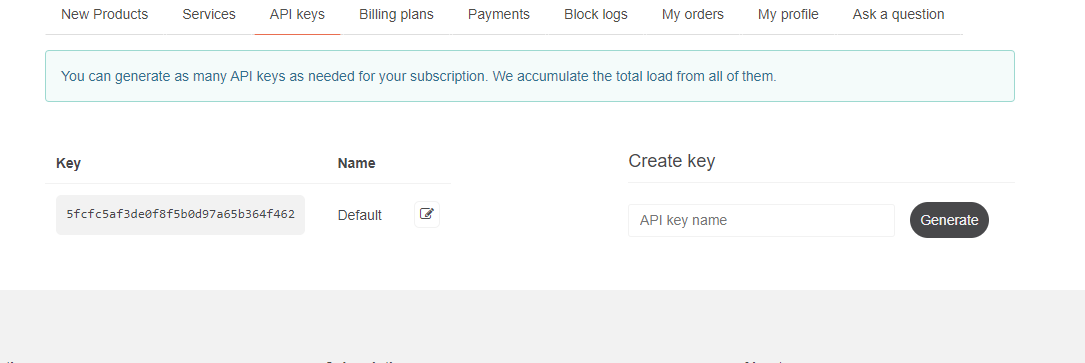 New Products Services API keys Billing plans Payments Block logs My orders My profile Ask a question
You can generate as many API keys as needed for your subscription. We accumulate the total load from all of them.
Key Name
5fcfc5af3de0f8f5b0d97a65b364f462 Default
Create key
API key name Generate